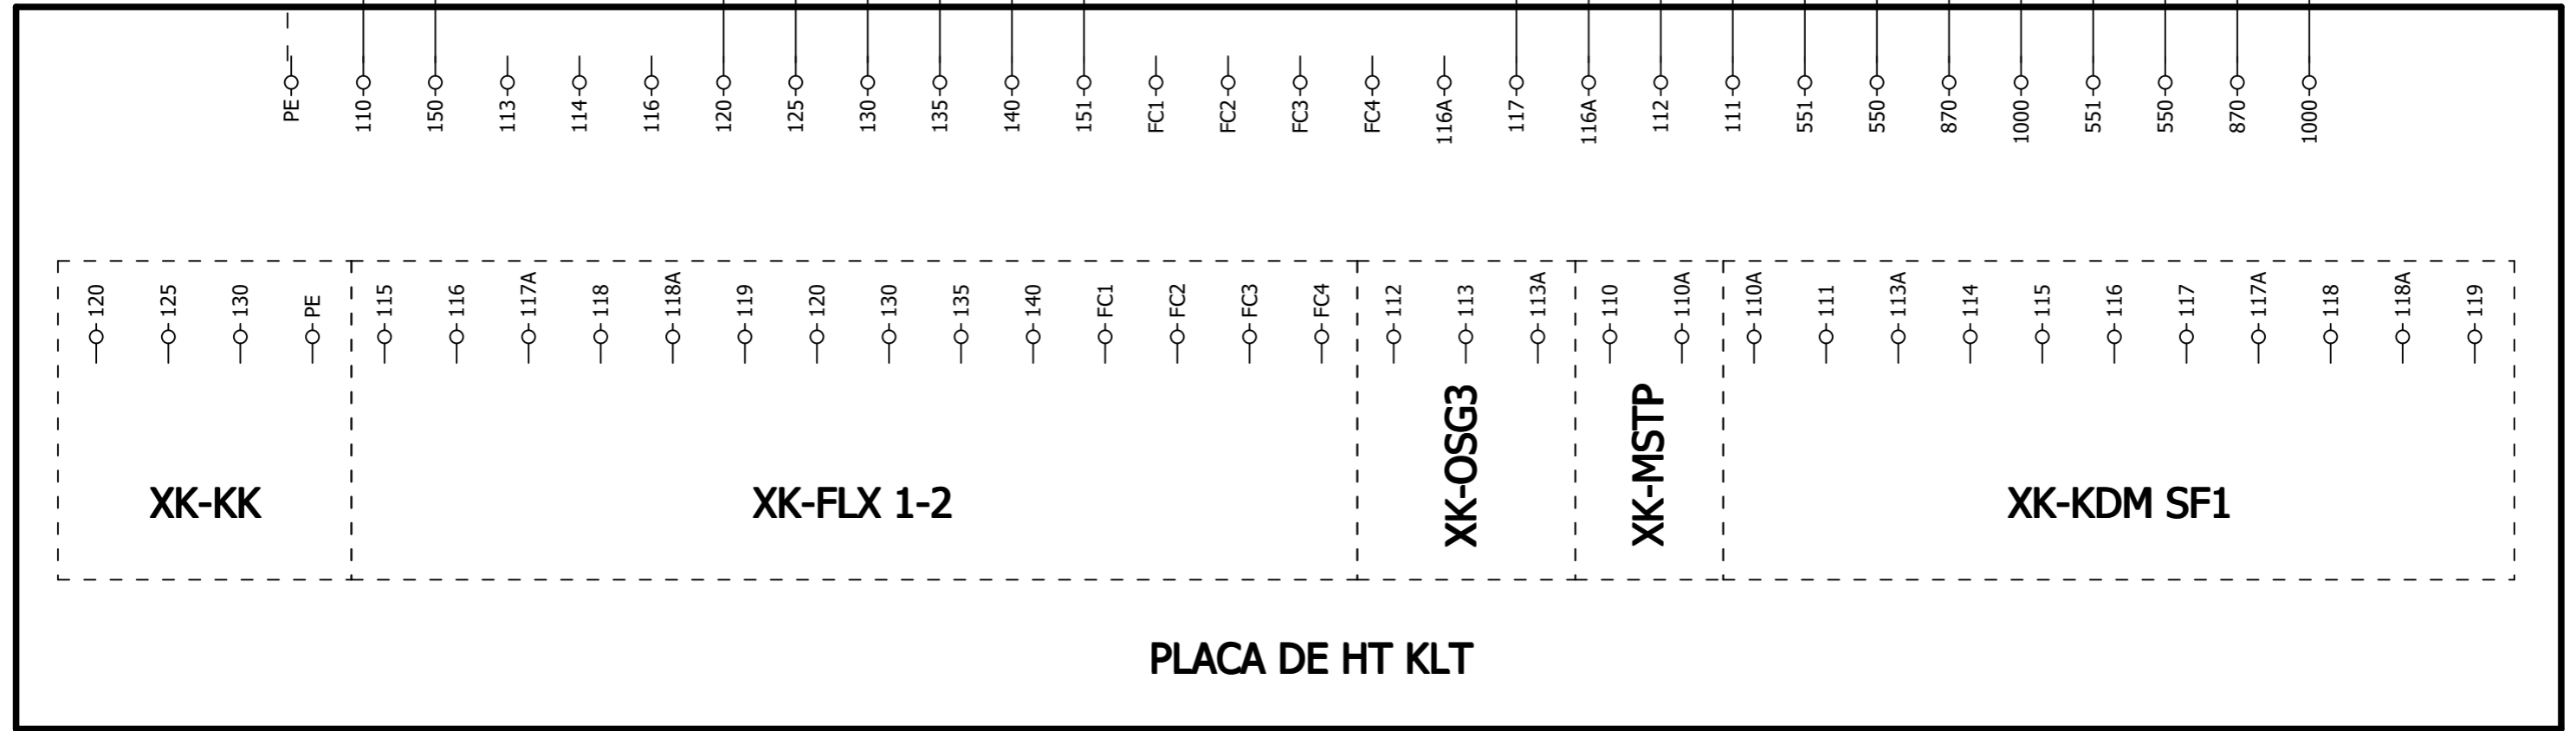 PE 110 150 113 114 116 120 125 130 135 140 151 FC1 FC2 FC3 FC4 116A 117 116A 112 111 551 550 870 1000 551 550 870 1000
120 125 130 PE 115 116 117A 118 118A 119 120 130 135 140 FC1 FC2 FC3 FC4 112 113 113A 110 110A 110A 111 113A 114 115 116 117 117A 118 118A 119
XK-KK XK-FLX 1-2 XK-OSG3 XK-MSTP XK-KDM SF1
PLACA DE HT KLT